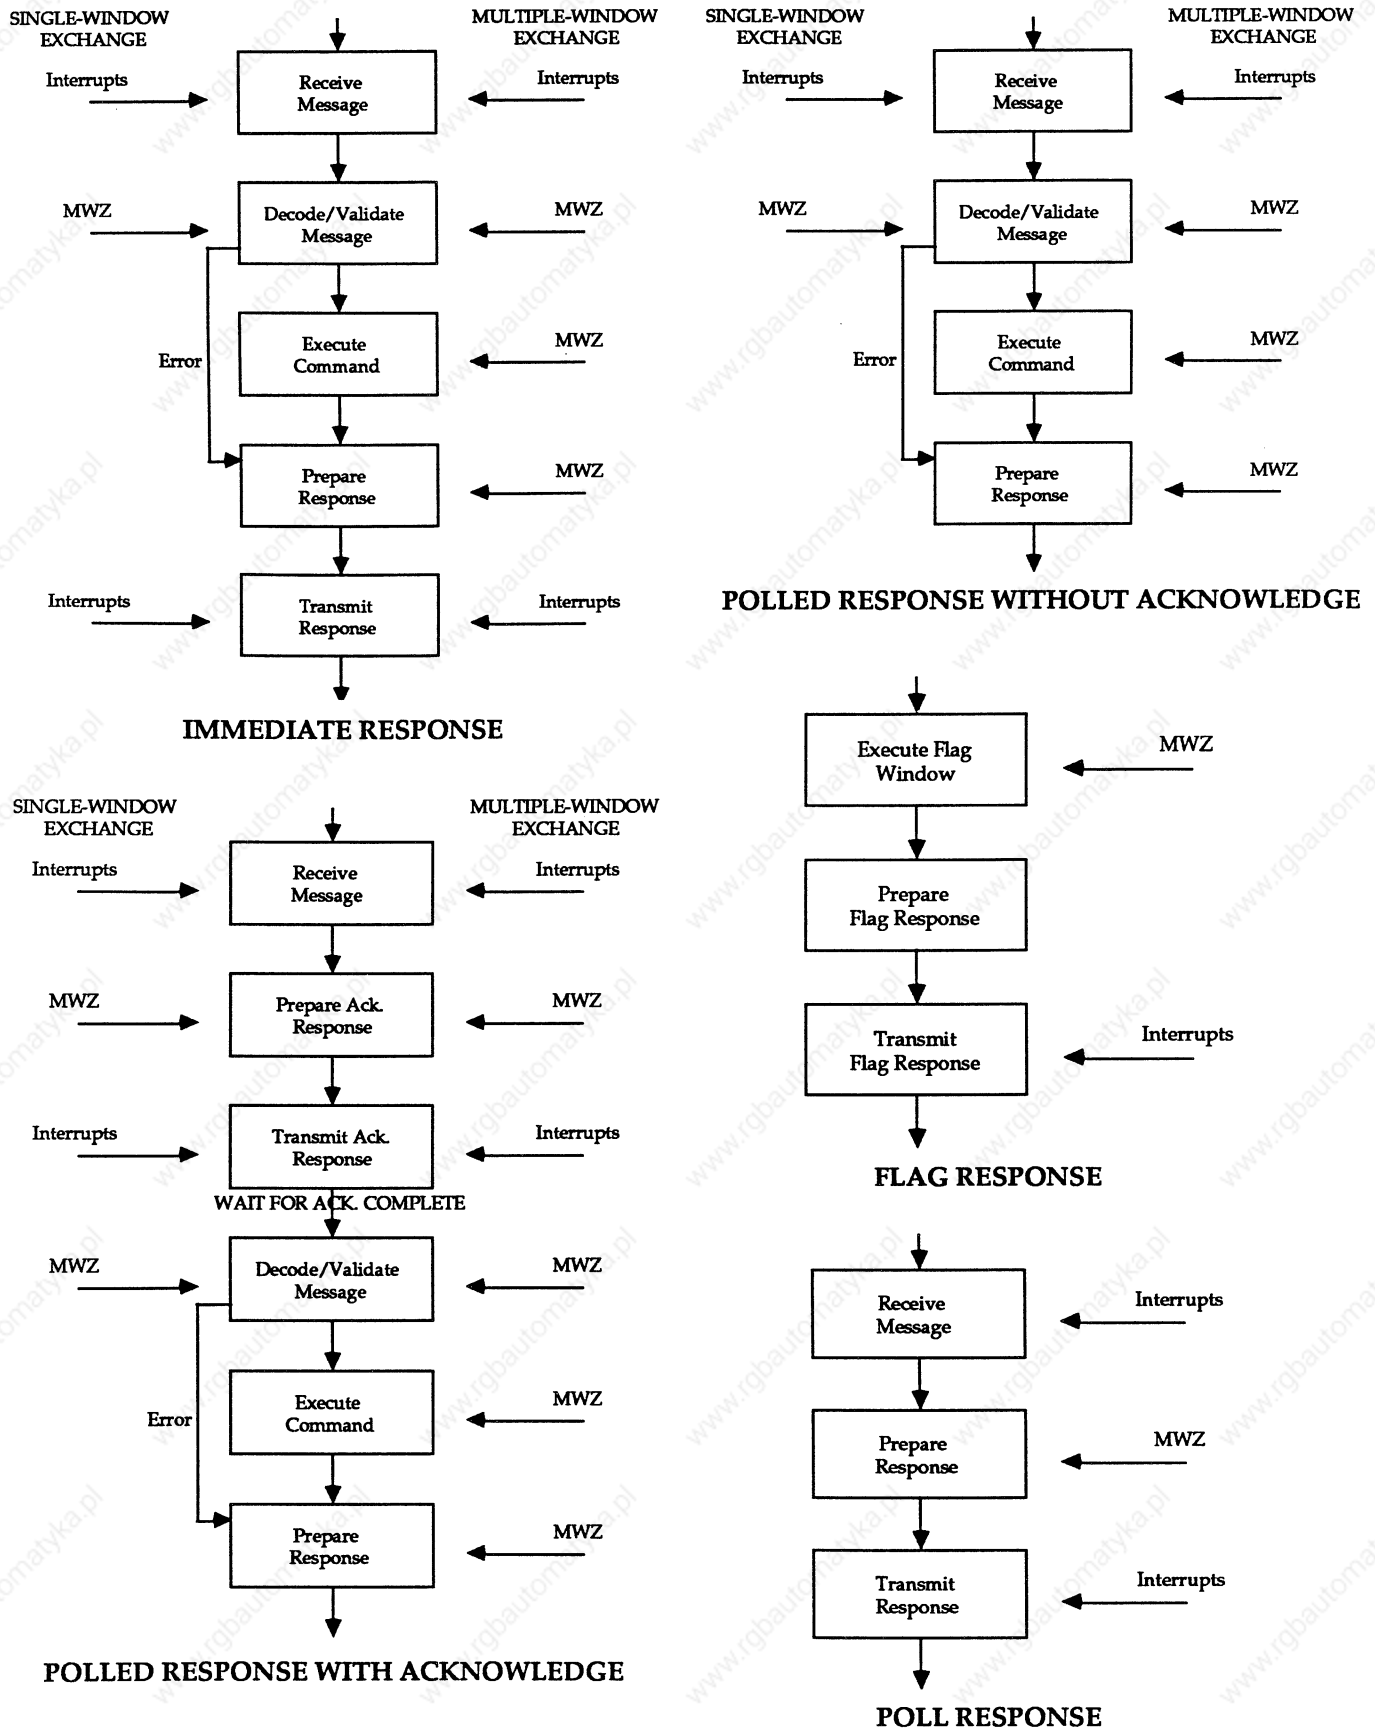 SINGLE-WINDOW
EXCHANGE
MULTIPLE-WINDOW
EXCHANGE
Interrupts
Receive
Message
Interrupts
MWZ
Decode/Validate
Message
MWZ
Error
Execute
Command
MWZ
Prepare
Response
MWZ
Interrupts
Transmit
Response
Interrupts
IMMEDIATE RESPONSE
SINGLE-WINDOW
EXCHANGE
MULTIPLE-WINDOW
EXCHANGE
Interrupts
Receive
Message
Interrupts
MWZ
Decode/Validate
Message
MWZ
Error
Execute
Command
MWZ
Prepare
Response
MWZ
POLLED RESPONSE WITHOUT ACKNOWLEDGE
SINGLE-WINDOW
EXCHANGE
MULTIPLE-WINDOW
EXCHANGE
Interrupts
Receive
Message
Interrupts
MWZ
Prepare Ack.
Response
MWZ
Interrupts
Transmit Ack.
Response
Interrupts
WAIT FOR ACK. COMPLETE
MWZ
Decode/Validate
Message
MWZ
Error
Execute
Command
MWZ
Prepare
Response
MWZ
POLLED RESPONSE WITH ACKNOWLEDGE
Execute Flag
Window
MWZ
Prepare
Flag Response
Transmit
Flag Response
Interrupts
FLAG RESPONSE
Receive
Message
Interrupts
Prepare
Response
MWZ
Transmit
Response
Interrupts
POLL RESPONSE
www.rgbautomatyka.pl